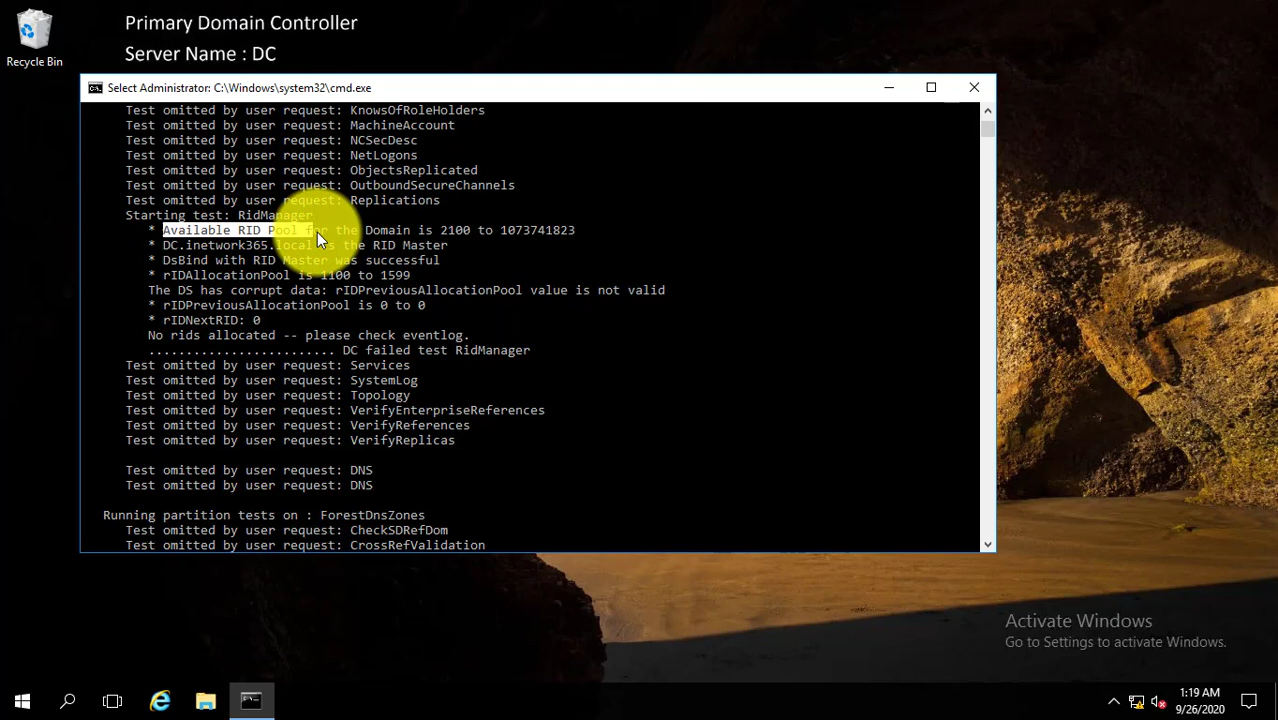 Primary Domain Controller
Server Name : DC
Recycle Bin
Select Administrator: C:\Windows\system32\cmd.exe
Test omitted by user request: KnowsOfRoleHolders
Test omitted by user request: MachineAccount
Test omitted by user request: NCSecDesc
Test omitted by user request: NetLogons
Test omitted by user request: ObjectsReplicated
Test omitted by user request: OutboundSecureChannels
Test omitted by user request: Replications
Starting test: RidManager
* Available RID Pool for the Domain is 2100 to 1073741823
* DC.inetwork365.local is the RID Master
* DsBind with RID Master was successful
* rIDAllocationPool is 1100 to 1599
The DS has corrupt data: rIDPreviousAllocationPool value is not valid
* rIDPreviousAllocationPool is 0 to 0
* rIDNextRID: 0
No rids allocated -- please check eventlog.
......................... DC failed test RidManager
Test omitted by user request: Services
Test omitted by user request: SystemLog
Test omitted by user request: Topology
Test omitted by user request: VerifyEnterpriseReferences
Test omitted by user request: VerifyReferences
Test omitted by user request: VerifyReplicas
Test omitted by user request: DNS
Test omitted by user request: DNS
Running partition tests on : ForestDnsZones
Test omitted by user request: CheckSDRefDom
Test omitted by user request: CrossRefValidation
Activate Windows
Go to Settings to activate Windows.
1:19 AM
9/26/2020